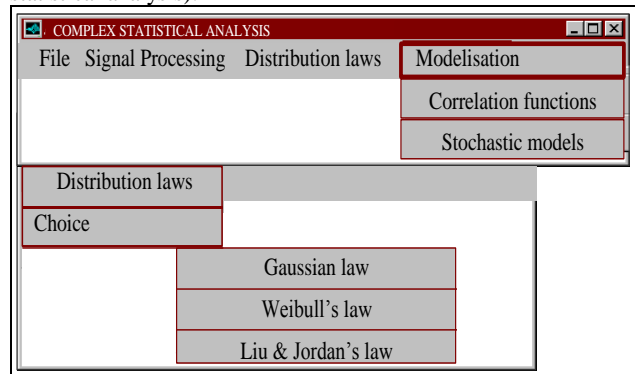 COMPLEX STATISTICAL ANALYSIS
File Signal Processing Distribution laws Modelisation
Correlation functions
Stochastic models
Distribution laws
Choice
Gaussian law
Weibull's law
Liu & Jordan's law